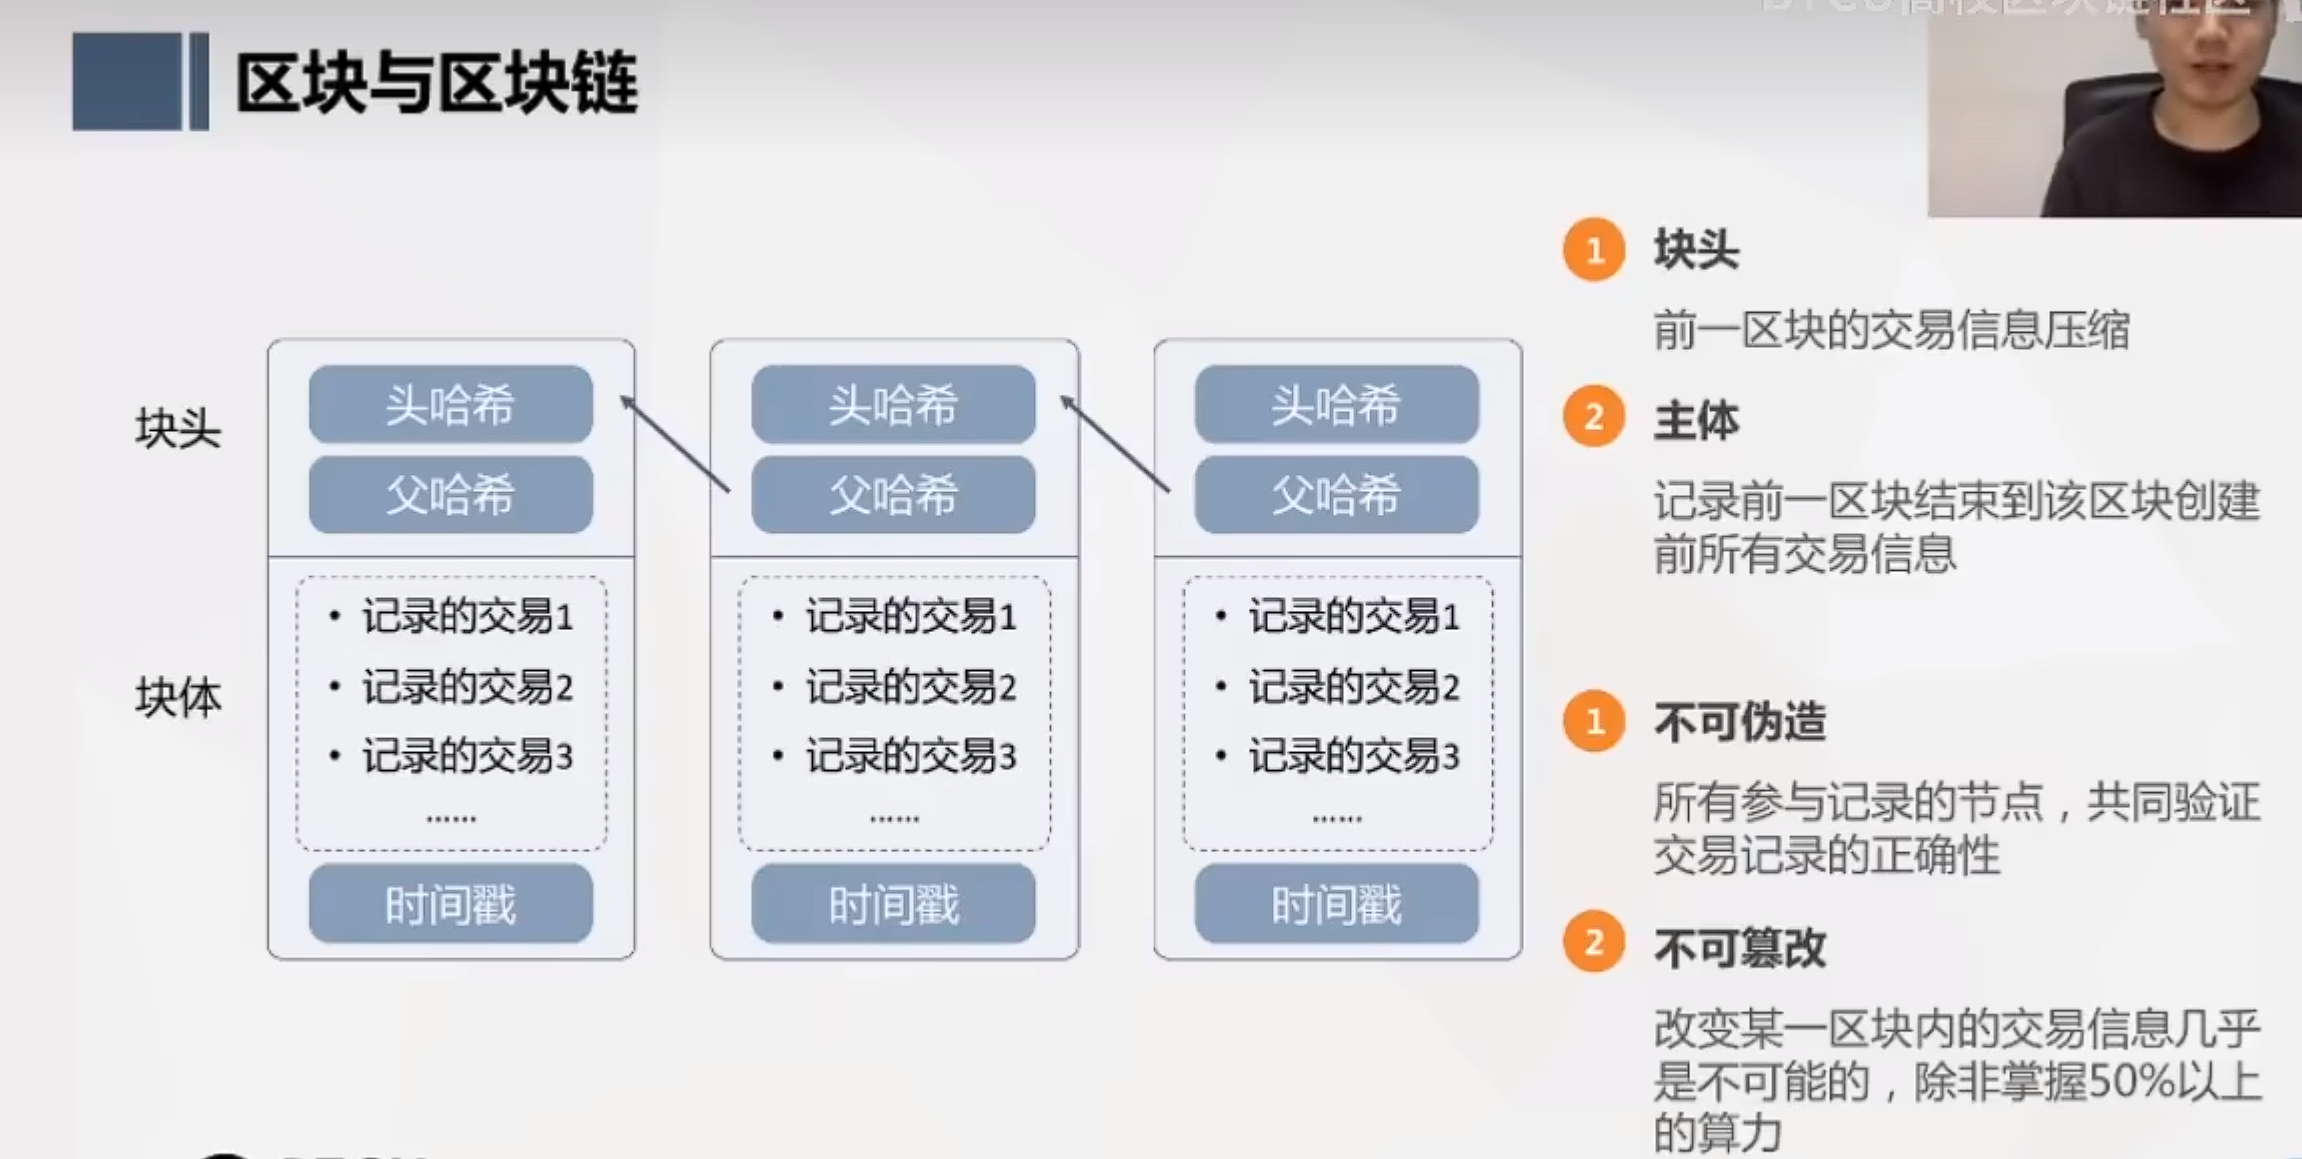 区块与区块链
块头
头哈希
父哈希
头哈希
父哈希
头哈希
父哈希
块体
• 记录的交易1
• 记录的交易2
• 记录的交易3
......
时间戳
• 记录的交易1
• 记录的交易2
• 记录的交易3
......
时间戳
• 记录的交易1
• 记录的交易2
• 记录的交易3
......
时间戳
1 块头
前一区块的交易信息压缩
2 主体
记录前一区块结束到该区块创建
前所有交易信息
1 不可伪造
所有参与记录的节点，共同验证
交易记录的正确性
2 不可篡改
改变某一区块内的交易信息几乎
是不可能的，除非掌握50%以上
的算力